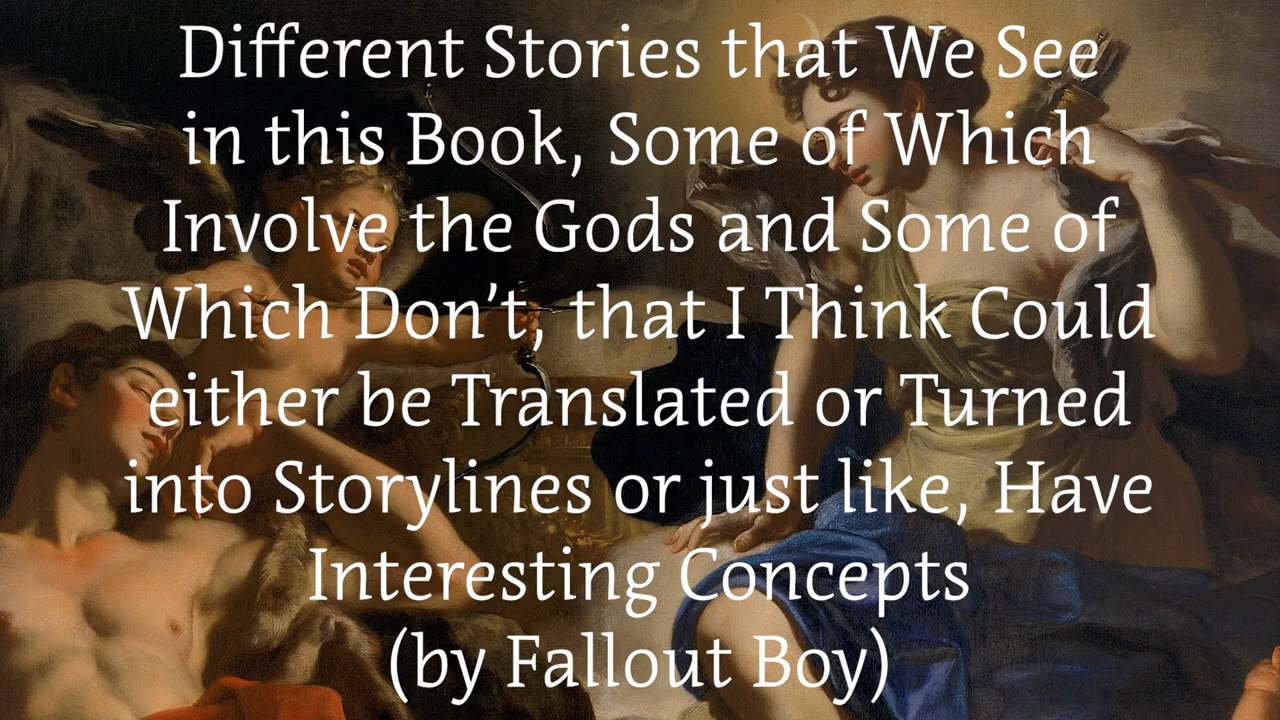 Different Stories that We See
in this Book, Some of Which
Involve the Gods and Some of
Which Don’t, that I Think Could
either be Translated or Turned
into Storylines or just like, Have
Interesting Concepts
(by Fallout Boy)